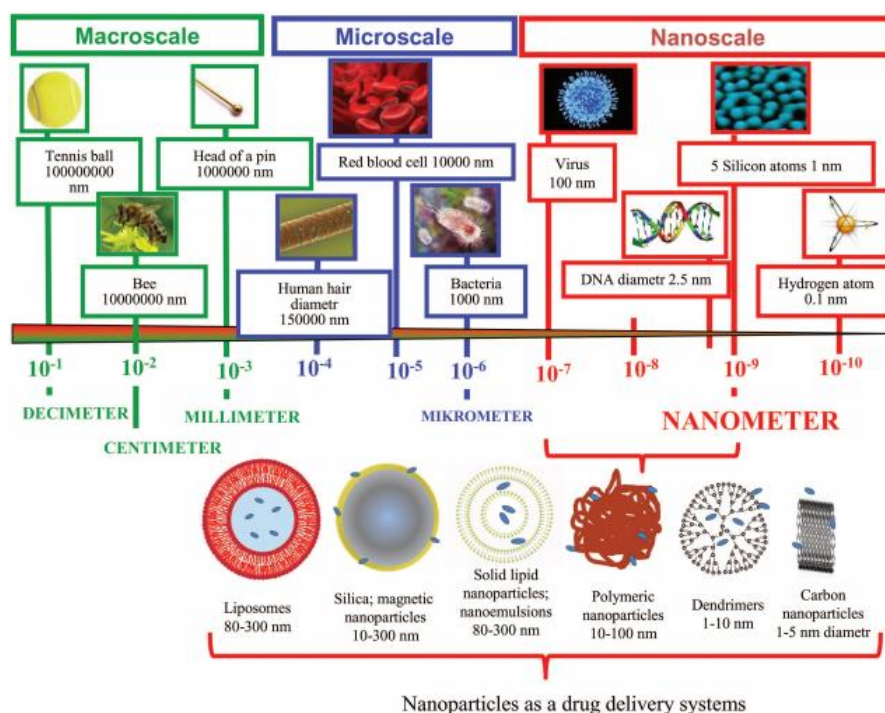 Macroscale
Microscale
Nanoscale
Tennis ball
100000000
nm
Head of a pin
1000000 nm
Red blood cell 10000 nm
Virus
100 nm
5 Silicon atoms 1 nm
Bee
10000000 nm
Human hair
diametr
150000 nm
Bacteria
1000 nm
DNA diametr 2.5 nm
Hydrogen atom
0.1 nm
10⁻¹
10⁻²
10⁻³
10⁻⁴
10⁻⁵
10⁻⁶
10⁻⁷
10⁻⁸
10⁻⁹
10⁻¹⁰
DECIMETER
MILLIMETER
MIKROMETER
NANOMETER
CENTIMETER
Liposomes
80-300 nm
Silica; magnetic
nanoparticles
10-300 nm
Solid lipid
nanoparticles;
nanoemulsions
80-300 nm
Polymeric
nanoparticles
10-100 nm
Dendrimers
1-10 nm
Carbon
nanoparticles
1-5 nm diametr
Nanoparticles as a drug delivery systems